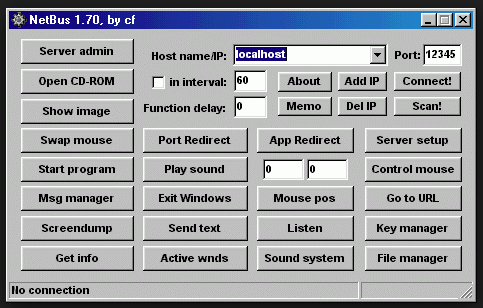 NetBus 1.70, by cf
Server admin
Host name/IP: localhost Port: 12345
Open CD-ROM
in interval: 60 About Add IP Connect!
Show image
Function delay: 0 Memo Del IP Scan!
Swap mouse Port Redirect App Redirect Server setup
Start program Play sound 0 0 Control mouse
Msg manager Exit Windows Mouse pos Go to URL
Screendump Send text Listen Key manager
Get info Active wnds Sound system File manager
No connection